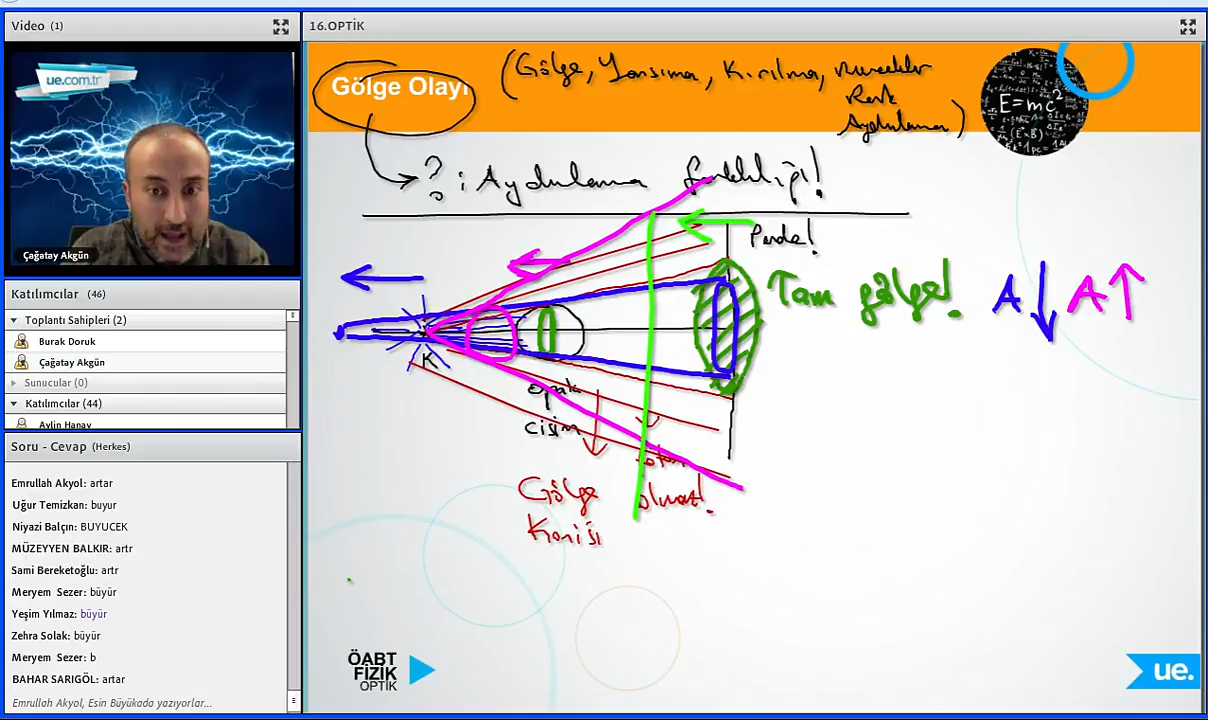 Video (1)
ue.com.tr
Çağatay Akgün
Katılımcılar (46)
Toplantı Sahipleri (2)
Burak Doruk
Çağatay Akgün
Sunucular (0)
Katılımcılar (44)
Aylin Hanay
Soru - Cevap (Herkes)
Emrullah Akyol: artar
Uğur Temizkan: buyur
Niyazi Balçın: BUYUCEK
MÜZEYYEN BALKIR: artr
Sami Bereketoğlu: artr
Meryem Sezer: büyür
Yeşim Yılmaz: büyür
Zehra Solak: büyür
Meryem Sezer: b
BAHAR SARIGÖL: artar
Emrullah Akyol, Esin Büyükada yazıyorlar...
16.OPTİK
Gölge Olayı
(Gölge, Yansıma, Kırılma, Mercekler
Renk
Aydınlanma)
E=mc²
? : Aydınlanma farklılığı!
Perde!
Tam gölge! A↓ A↑
K
Opak
cisim
Gölge olmaz!
Konisi
ÖABT
FİZİK
OPTİK
ue.